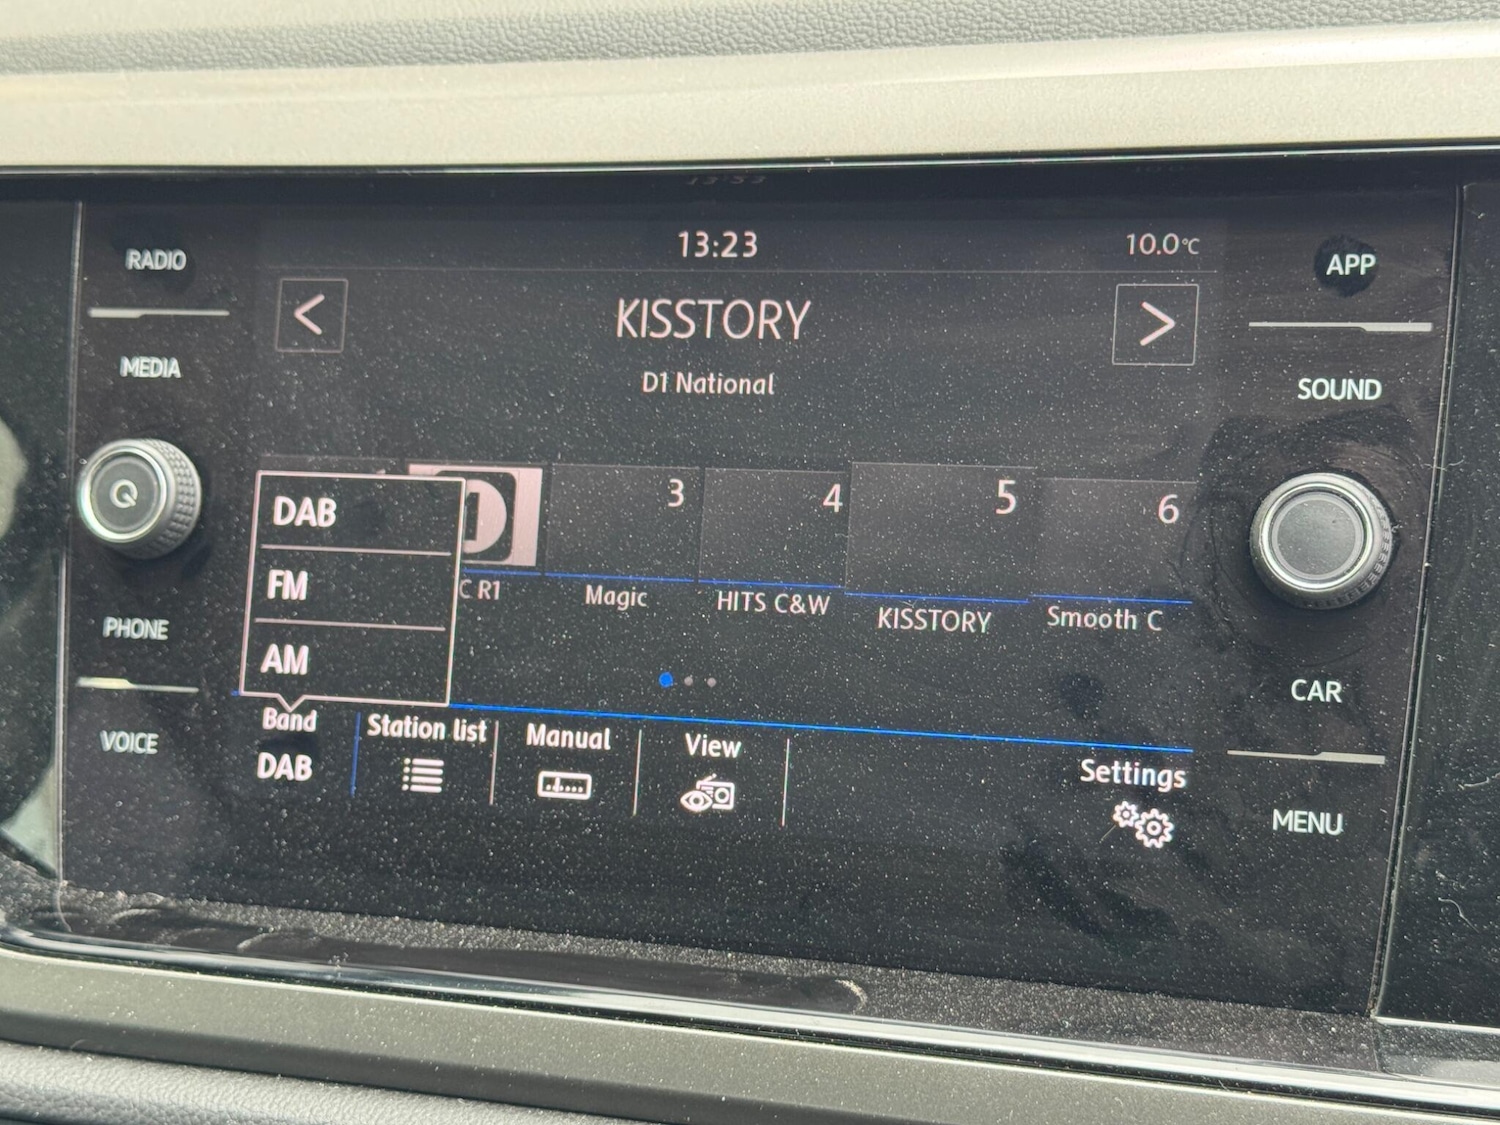 13:23
10.0°C
RADIO
APP
KISSTORY
MEDIA
D1 National
SOUND
DAB
1
3
4
5
6
FM
C R1
Magic
HITS C&W
KISSTORY
Smooth C
AM
PHONE
CAR
Band
DAB
Station list
Manual
View
Settings
VOICE
MENU